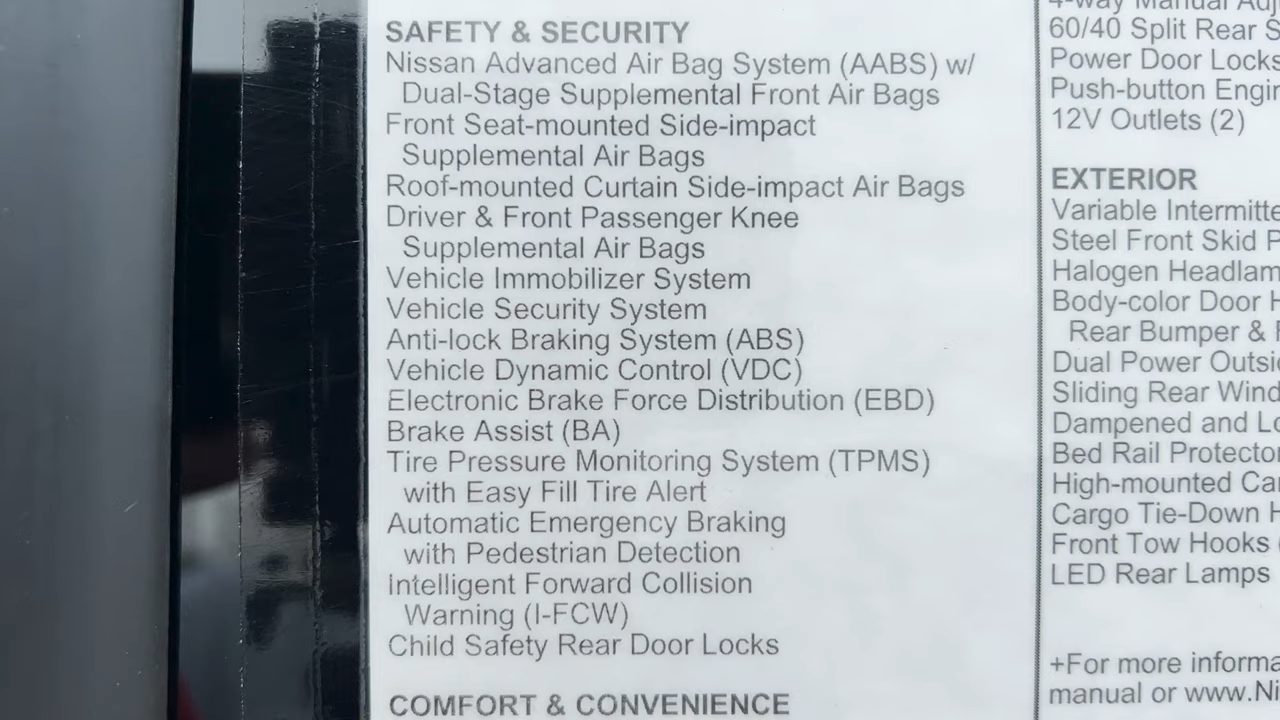 SAFETY & SECURITY
Nissan Advanced Air Bag System (AABS) w/
Dual-Stage Supplemental Front Air Bags
Front Seat-mounted Side-impact
Supplemental Air Bags
Roof-mounted Curtain Side-impact Air Bags
Driver & Front Passenger Knee
Supplemental Air Bags
Vehicle Immobilizer System
Vehicle Security System
Anti-lock Braking System (ABS)
Vehicle Dynamic Control (VDC)
Electronic Brake Force Distribution (EBD)
Brake Assist (BA)
Tire Pressure Monitoring System (TPMS)
with Easy Fill Tire Alert
Automatic Emergency Braking
with Pedestrian Detection
Intelligent Forward Collision
Warning (I-FCW)
Child Safety Rear Door Locks
COMFORT & CONVENIENCE
4-way Manual
60/40 Split Rear
Power Door Locks
Push-button
12V Outlets (2)
EXTERIOR
Variable
Steel Front Skid
Halogen
Body-color Door
Rear Bumper &
Dual Power
Sliding Rear
Dampened and
Bed Rail
High-mounted
Cargo Tie-Down
Front Tow Hooks
LED Rear Lamps
+For more
manual or